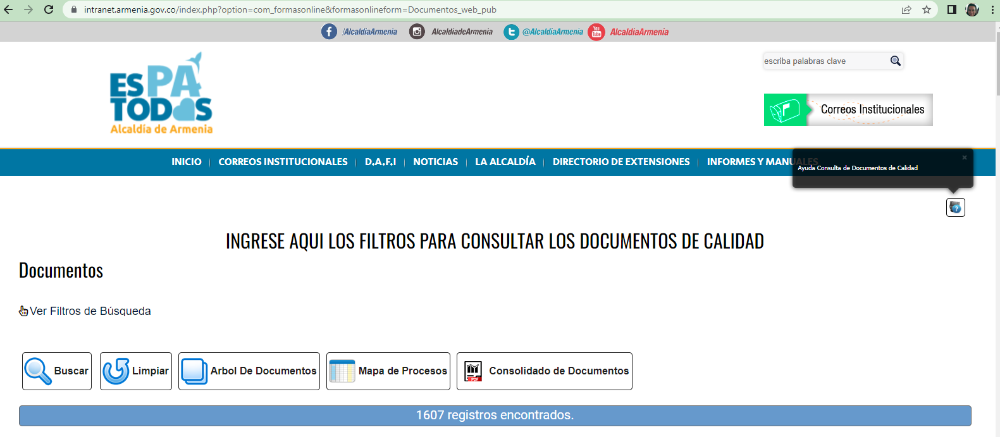 intranet.armenia.gov.co/index.php?option=com_formasonline&formasonlineform=Documentos_web_pub
/AlcaldiaArmenia AlcaldiadeArmenia @AlcaldiaArmenia You Tube AlcaldiaArmenia
ES PA
TODOS
Alcaldía de Armenia
escriba palabras clave
Correos Institucionales
INICIO CORREOS INSTITUCIONALES D.A.F.I NOTICIAS LA ALCALDÍA DIRECTORIO DE EXTENSIONES INFORMES Y MANUALES
Ayuda Consulta de Documentos de Calidad
INGRESE AQUI LOS FILTROS PARA CONSULTAR LOS DOCUMENTOS DE CALIDAD
Documentos
Ver Filtros de Búsqueda
Buscar Limpiar Arbol De Documentos Mapa de Procesos PDF Consolidado de Documentos
1607 registros encontrados.